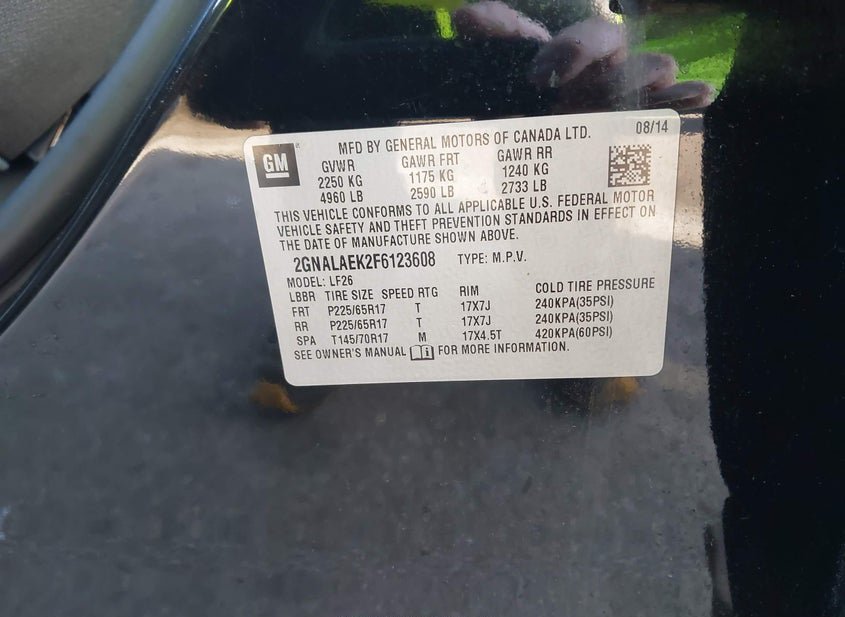 MFD BY GENERAL MOTORS OF CANADA LTD. 08/14
GM
GVWR GAWR FRT GAWR RR
2250 KG 1175 KG 1240 KG
4960 LB 2590 LB 2733 LB
THIS VEHICLE CONFORMS TO ALL APPLICABLE U.S. FEDERAL MOTOR
VEHICLE SAFETY AND THEFT PREVENTION STANDARDS IN EFFECT ON
THE DATE OF MANUFACTURE SHOWN ABOVE.
2GNALAEK2F6123608 TYPE: M.P.V.
MODEL: LF26
LBBR TIRE SIZE SPEED RTG RIM COLD TIRE PRESSURE
FRT P225/65R17 T 17X7J 240KPA(35PSI)
RR P225/65R17 T 17X7J 240KPA(35PSI)
SPA T145/70R17 M 17X4.5T 420KPA(60PSI)
SEE OWNER'S MANUAL FOR MORE INFORMATION.